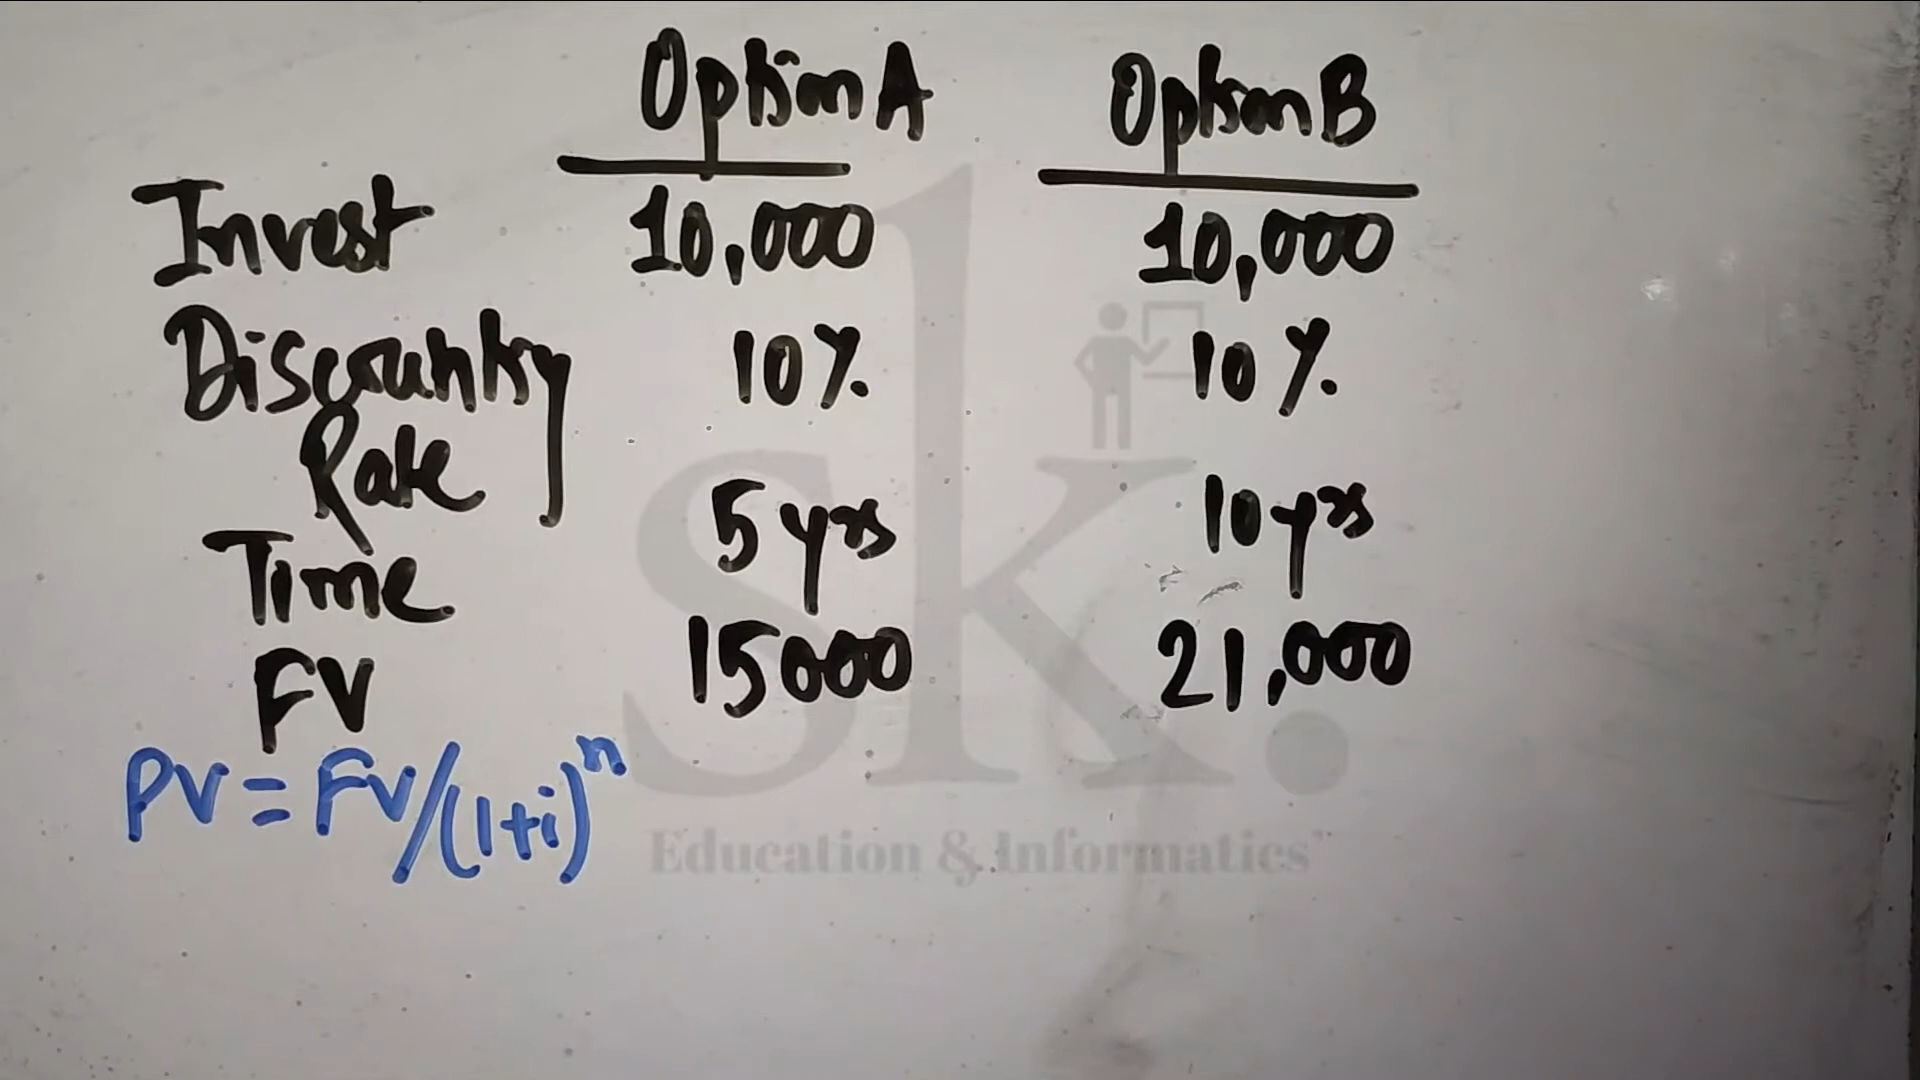 Option A Option B
Invest 10,000 10,000
Discounting 10% 10%
Rate
Time 5 yrs 10 yrs
FV 15000 21,000
PV = FV/(1+i)^n
sk.
Education & Informatics"